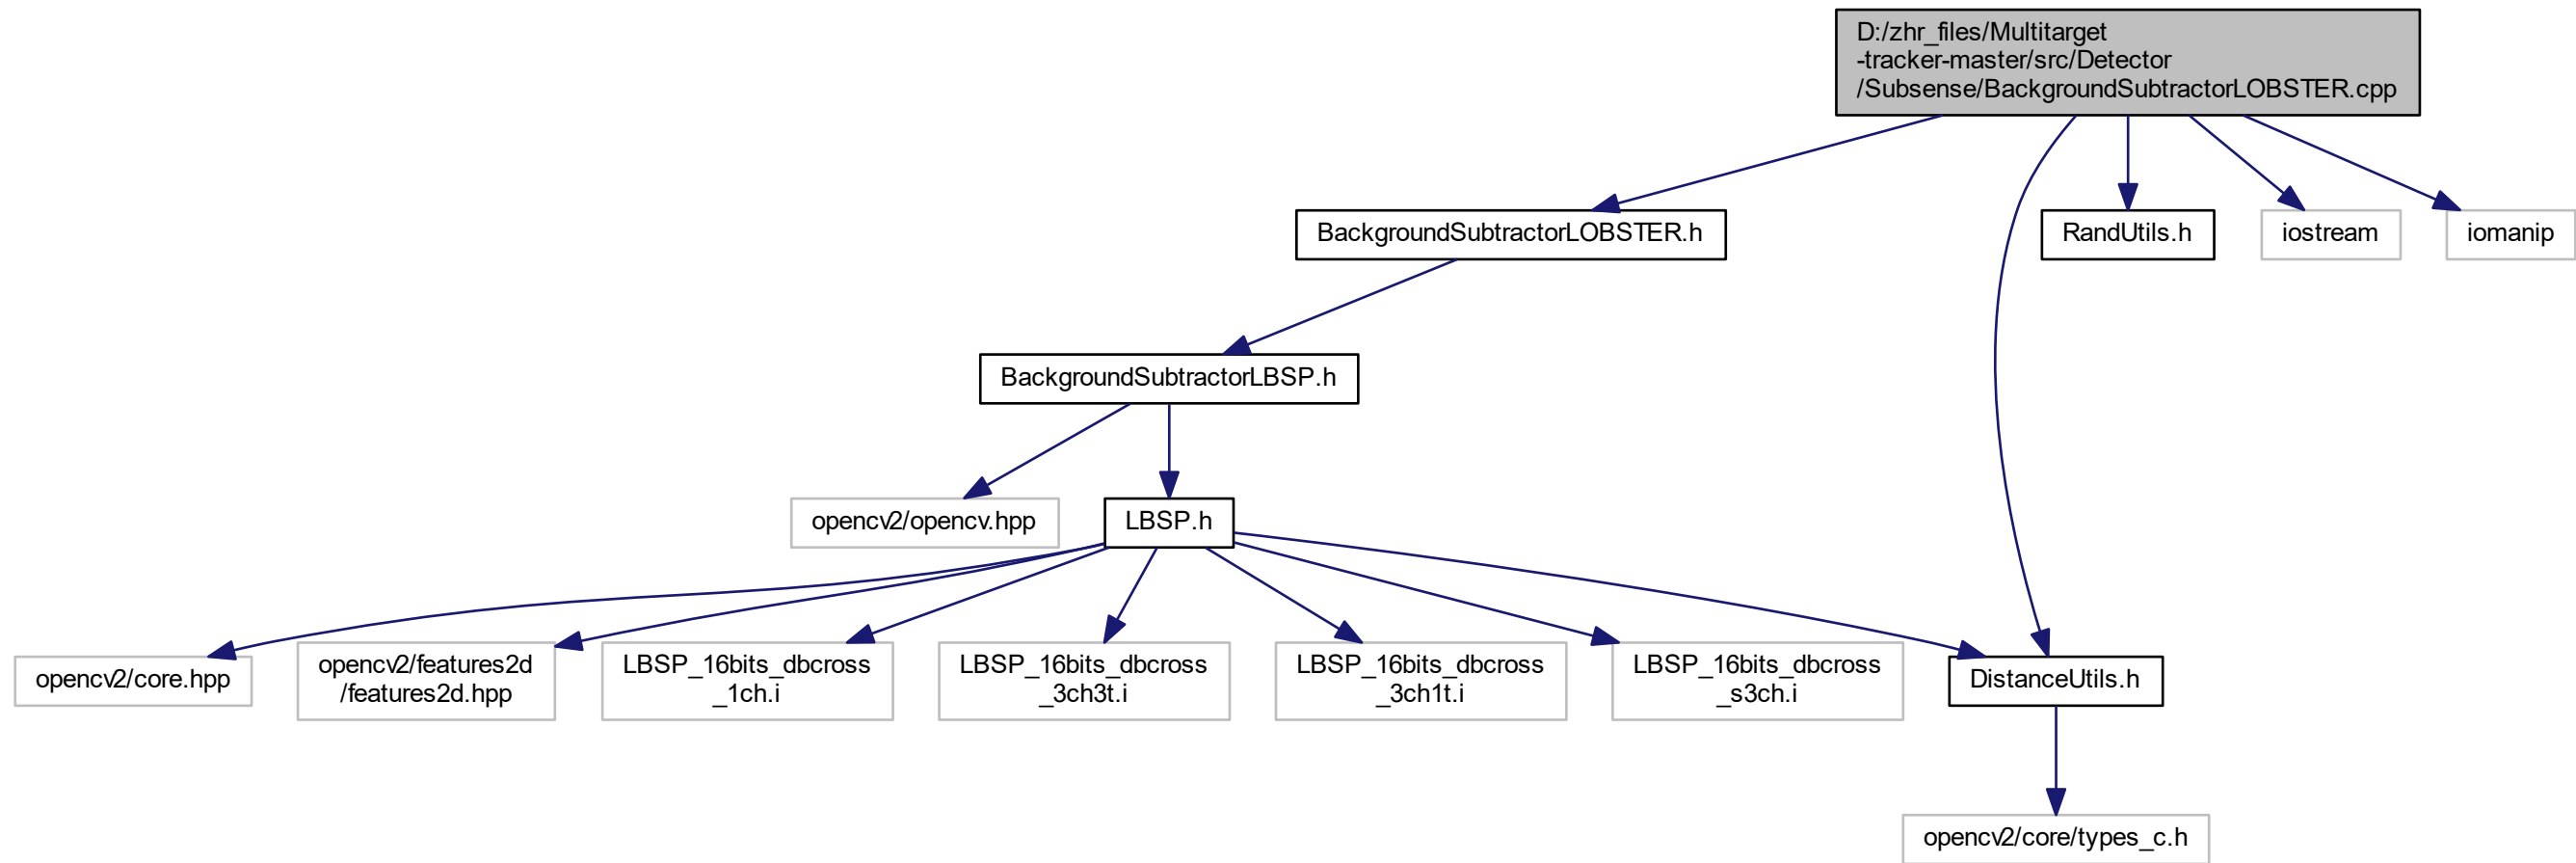 D:/zhr_files/Multitarget
-tracker-master/src/Detector
/Subsense/BackgroundSubtractorLOBSTER.cpp
BackgroundSubtractorLOBSTER.h
RandUtils.h
iostream
iomanip
BackgroundSubtractorLBSP.h
opencv2/opencv.hpp
LBSP.h
opencv2/core.hpp
opencv2/features2d
/features2d.hpp
LBSP_16bits_dbcross
_1ch.i
LBSP_16bits_dbcross
_3ch3t.i
LBSP_16bits_dbcross
_3ch1t.i
LBSP_16bits_dbcross
_s3ch.i
DistanceUtils.h
opencv2/core/types_c.h